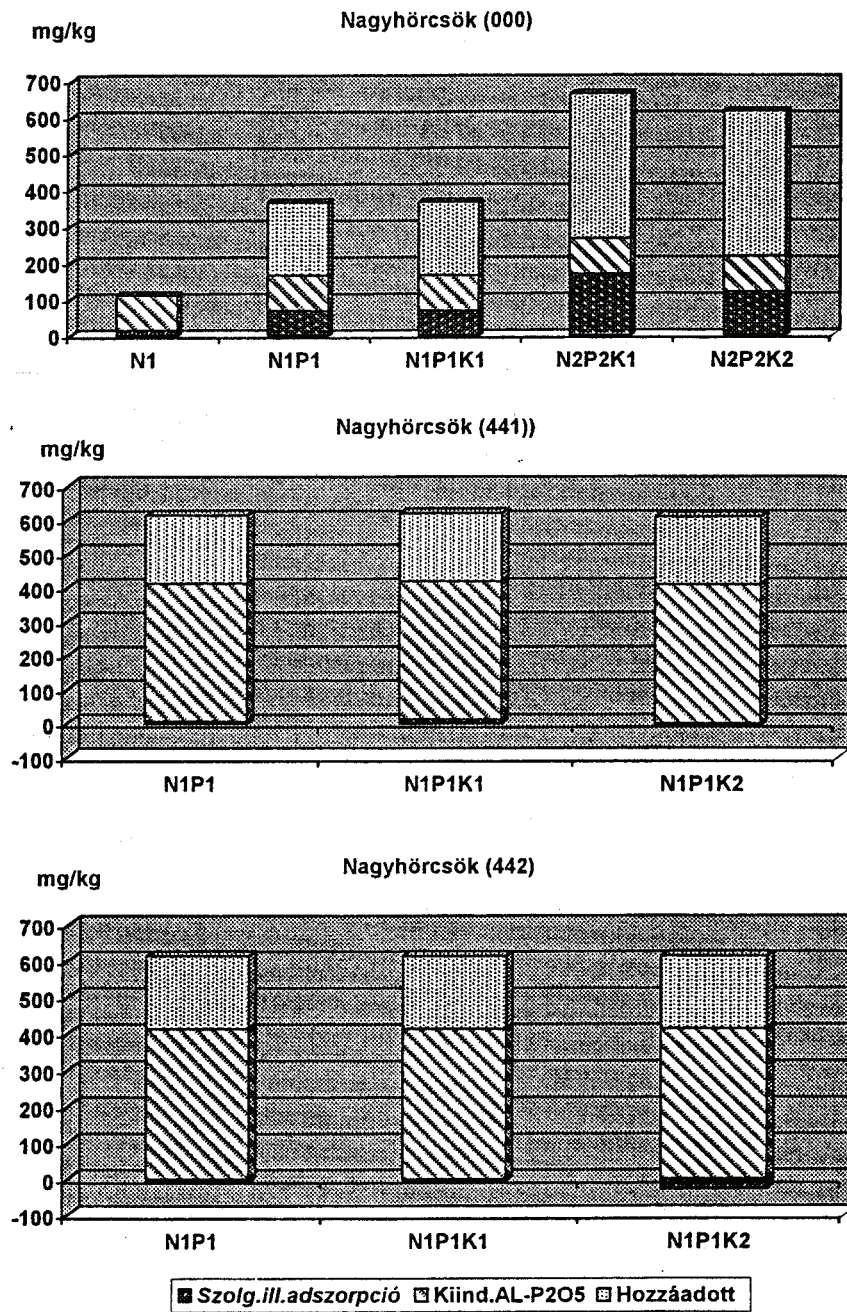 Nagyhörcsök (000)
mg/kg
700
600
500
400
300
200
100
0
N1 N1P1 N1P1K1 N2P2K1 N2P2K2
Nagyhörcsök (441))
mg/kg
700
600
500
400
300
200
100
0
-100
N1P1 N1P1K1 N1P1K2
Nagyhörcsök (442)
mg/kg
700
600
500
400
300
200
100
0
-100
N1P1 N1P1K1 N1P1K2
Szolg.ill.adszorpció Kiind.AL-P2O5 Hozzáadott